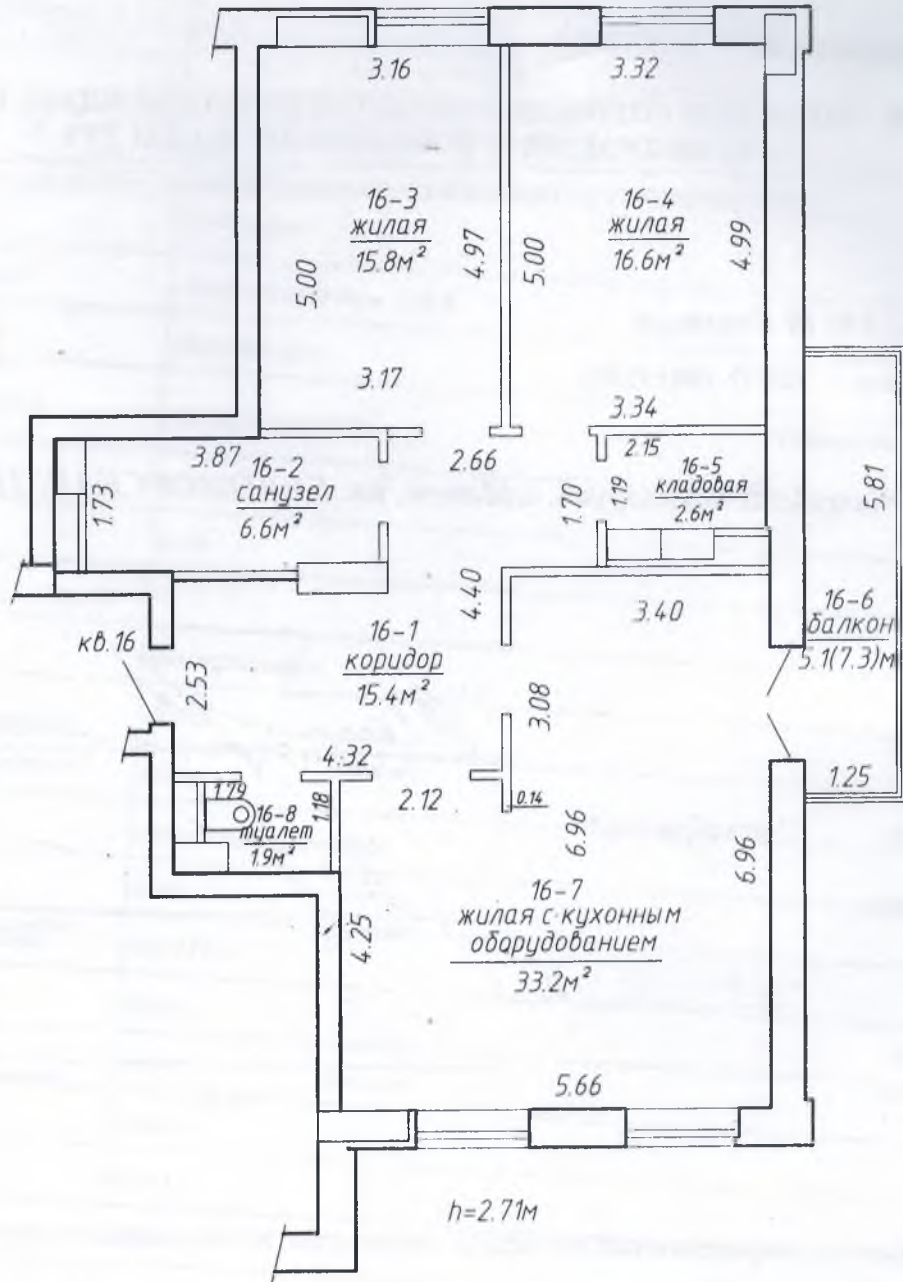 3.16
3.32
16-3
жилая
15.8м²
16-4
жилая
16.6м²
5.00
4.97
5.00
4.99
3.17
3.34
3.87
16-2
санузел
6.6м²
1.73
2.66
2.15
16-5
кладовая
2.6м²
1.19
1.70
5.81
4.40
3.40
16-6
балкон
5.1(7.3)м
кв.16
16-1
коридор
15.4м²
2.53
3.08
4.32
2.12
1.25
1.79
1.18
16-8
туалет
1.9м²
0.14
6.96
6.96
16-7
жилая с кухонным
оборудованием
33.2м²
4.25
5.66
h=2.71м